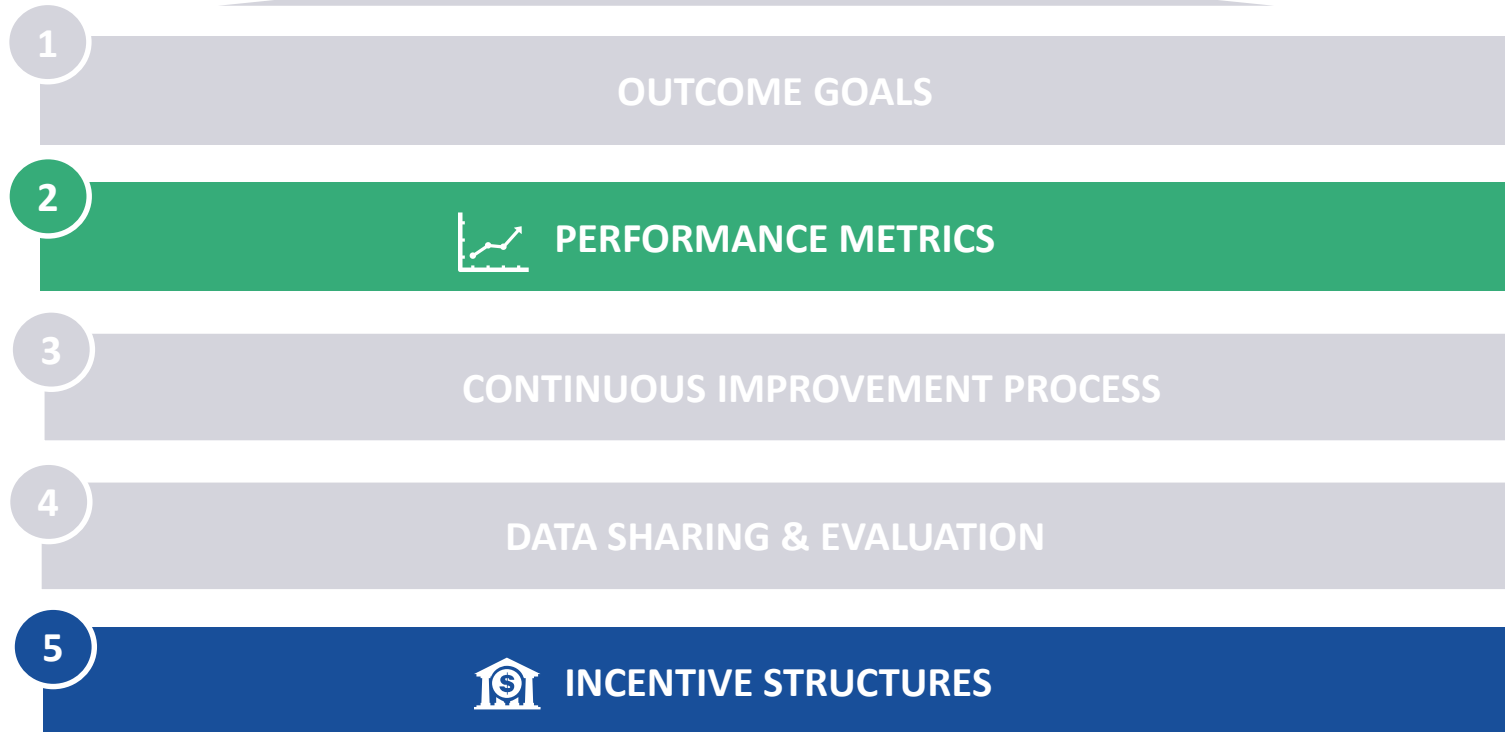 1
OUTCOME GOALS
2
PERFORMANCE METRICS
3
CONTINUOUS IMPROVEMENT PROCESS
4
DATA SHARING & EVALUATION
5
$
INCENTIVE STRUCTURES